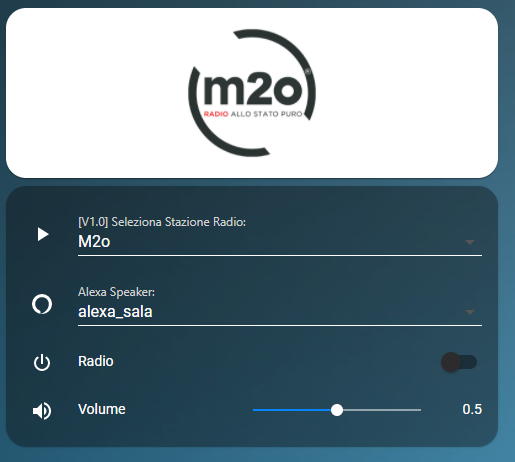 m2o
RADIO ALLO STATO PURO
[V1.0] Seleziona Stazione Radio:
M2o
Alexa Speaker:
alexa_sala
Radio
Volume 0.5